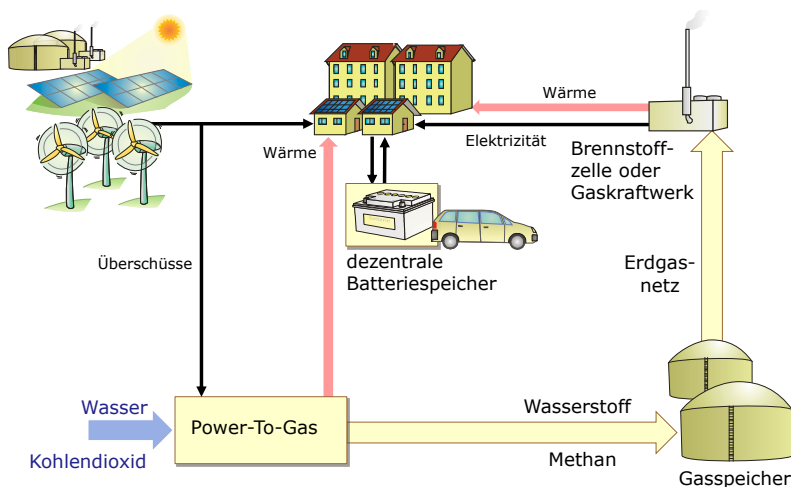 Wärme
Elektrizität
Wärme
Brennstoff-
zelle oder
Gaskraftwerk
Überschüsse
dezentrale
Batteriespeicher
Erdgas-
netz
Wasser
Kohlendioxid
Power-To-Gas
Wasserstoff
Methan
Gasspeicher